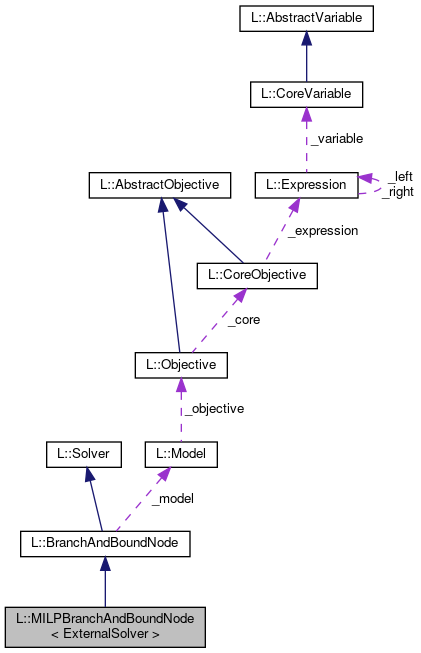 L::AbstractVariable
L::CoreVariable
_variable
L::AbstractObjective
L::Expression
_left
_right
_expression
L::CoreObjective
_core
L::Objective
_objective
L::Solver
L::Model
_model
L::BranchAndBoundNode
L::MILPBranchAndBoundNode
< ExternalSolver >